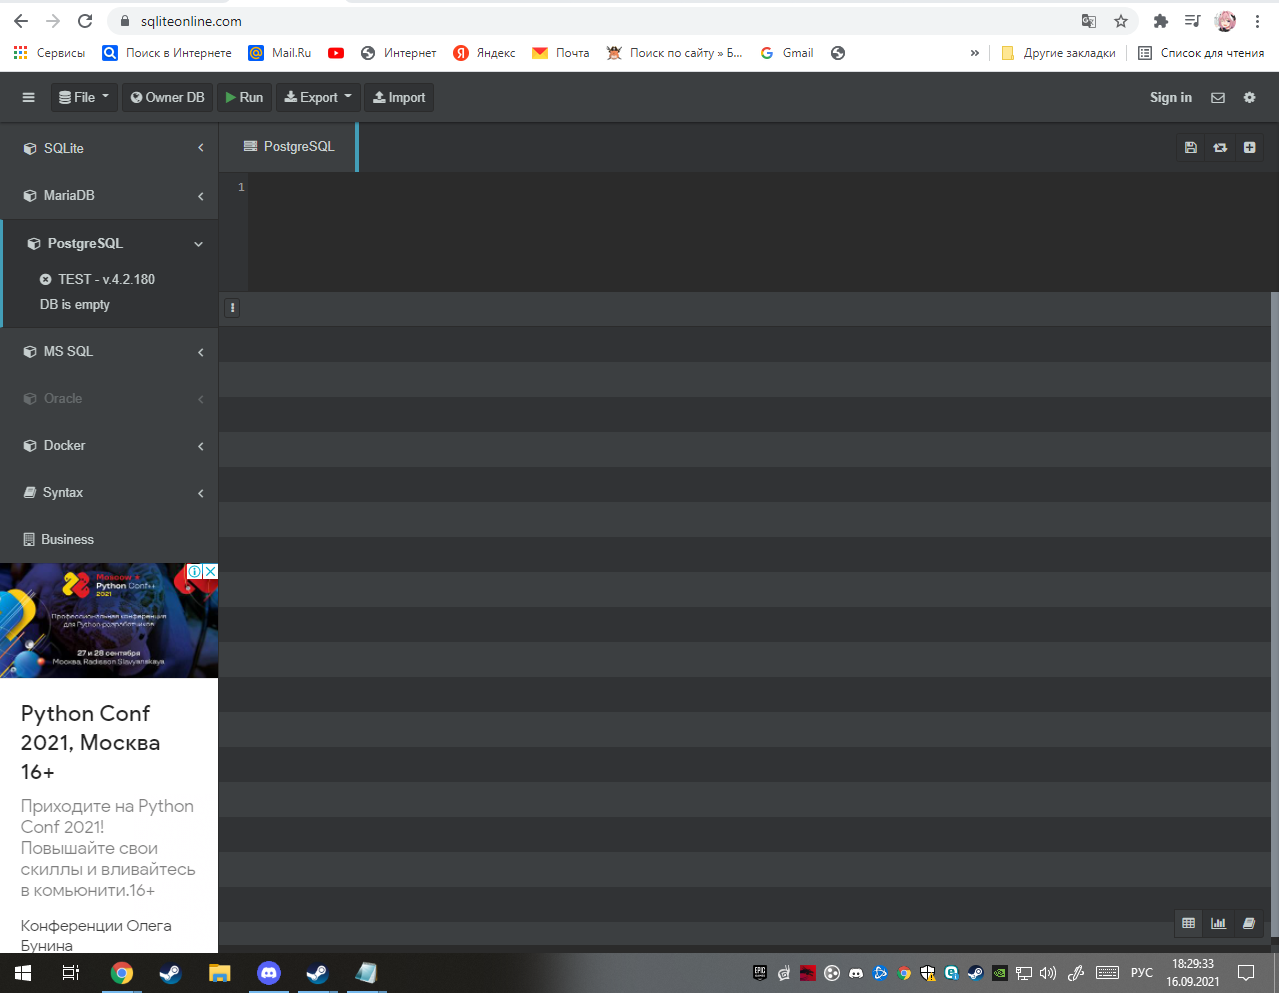 sqliteonline.com
Сервисы
Поиск в Интернете
Mail.Ru
Интернет
Яндекс
Почта
Поиск по сайту » Б...
Gmail
»
Другие закладки
Список для чтения
File
Owner DB
Run
Export
Import
Sign in
SQLite
MariaDB
PostgreSQL
TEST - v.4.2.180
DB is empty
MS SQL
Oracle
Docker
Syntax
Business
PostgreSQL
1
Moscow
Python Conf++
2021
Профессиональная конференция
для Python разработчиков
27 и 28 сентября
Москва, Radisson Slavyanskaya
Python Conf
2021, Москва
16+
Приходите на Python
Conf 2021!
Повышайте свои
скиллы и вливайтесь
в комьюнити.16+
Конференции Олега
Бунина
EPIC
РУС
18:29:33
16.09.2021